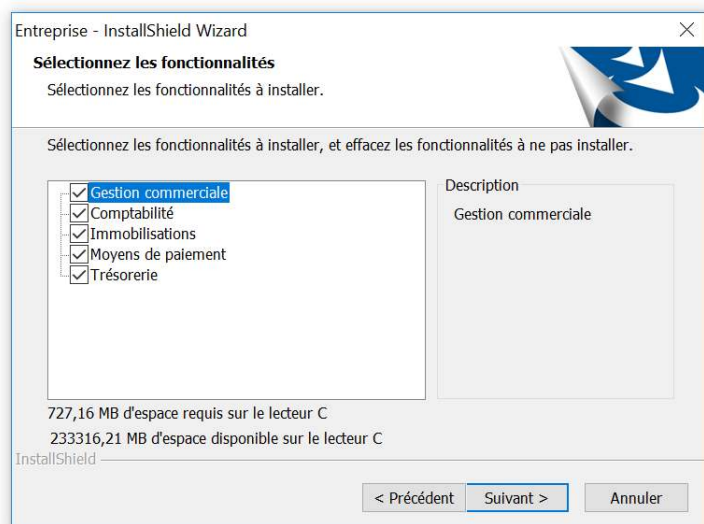 Entreprise - InstallShield Wizard
Sélectionnez les fonctionnalités
Sélectionnez les fonctionnalités à installer.
Sélectionnez les fonctionnalités à installer, et effacez les fonctionnalités à ne pas installer.
Gestion commerciale
Comptabilité
Immobilisations
Moyens de paiement
Trésorerie
Description
Gestion commerciale
727,16 MB d'espace requis sur le lecteur C
233316,21 MB d'espace disponible sur le lecteur C
InstallShield
< Précédent Suivant > Annuler